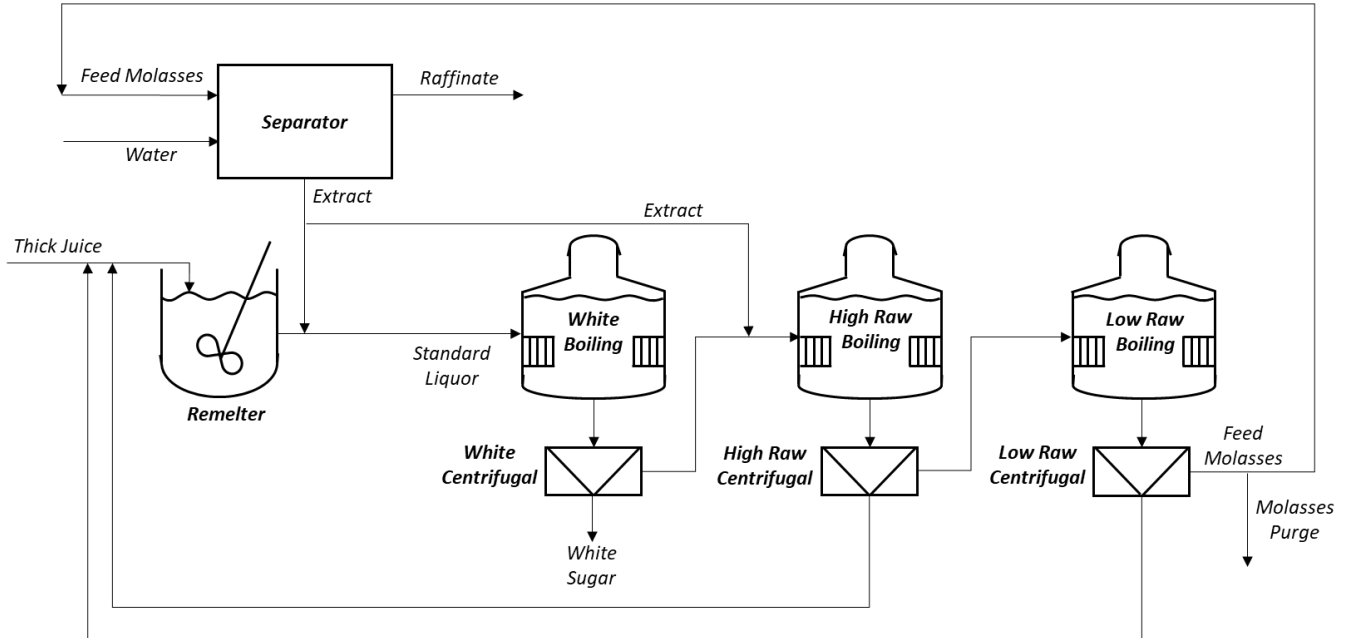 Feed Molasses
Raffinate
Separator
Water
Extract
Extract
Thick Juice
White
Boiling
High Raw
Boiling
Low Raw
Boiling
Standard
Liquor
Remelter
White
Centrifugal
High Raw
Centrifugal
Low Raw
Centrifugal
Feed
Molasses
Molasses
Purge
White
Sugar